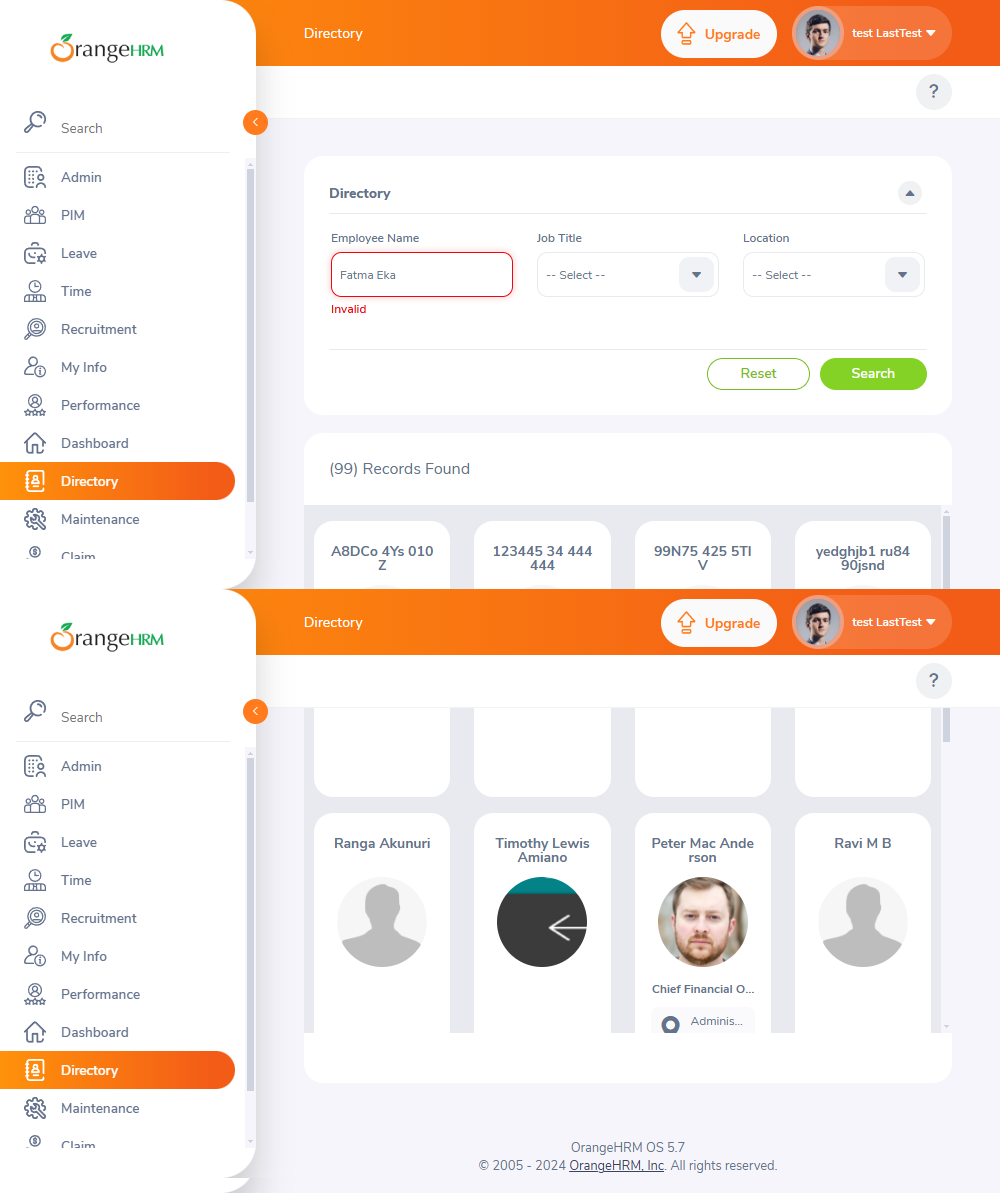 OrangeHRM
Directory
Upgrade
test LastTest
?
Search
Admin
PIM
Leave
Time
Recruitment
My Info
Performance
Dashboard
Directory
Maintenance
Claim
Directory
Employee Name
Job Title
Location
Fatma Eka
-- Select --
-- Select --
Invalid
Reset
Search
(99) Records Found
A8DCo 4Ys 010
Z
123445 34 444
444
99N75 425 5TI
V
yedghjb1 ru84
90jsnd
OrangeHRM
Directory
Upgrade
test LastTest
?
Search
Admin
PIM
Leave
Time
Recruitment
My Info
Performance
Dashboard
Directory
Maintenance
Claim
Ranga Akunuri
Timothy Lewis
Amiano
Peter Mac Ande
rson
Ravi M B
Chief Financial O...
Adminis...
OrangeHRM OS 5.7
© 2005 - 2024 OrangeHRM, Inc. All rights reserved.